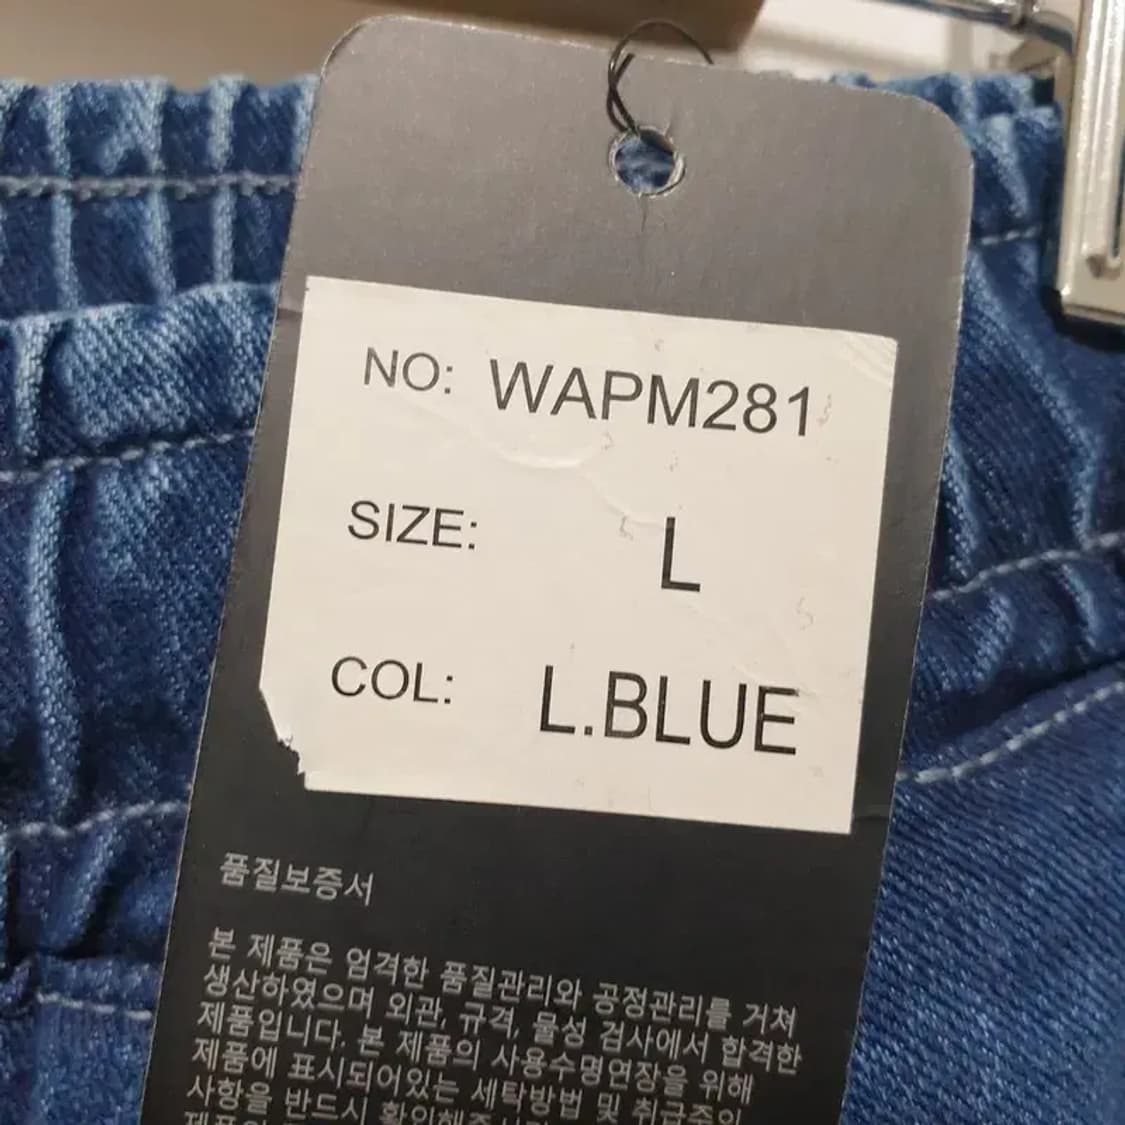 NO: WAPM281
SIZE: L
COL: L.BLUE
품질보증서
본 제품은 엄격한 품질관리와 공정관리를 거쳐
생산하였으며 외관, 규격, 물성 검사에서 합격한
제품입니다. 본 제품의 사용수명연장을 위해
제품에 표시되어있는 세탁방법 및 취급주의
사항을 반드시